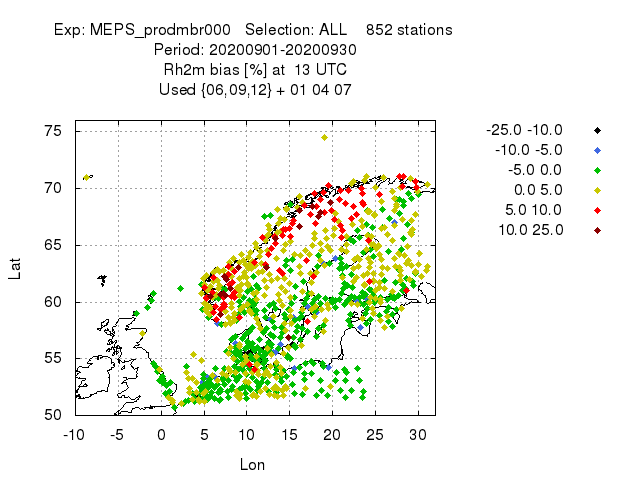 Exp: MEPS_prodmbr000 Selection: ALL 852 stations
Period: 20200901-20200930
Rh2m bias [%] at 13 UTC
Used {06,09,12} + 01 04 07
-25.0 -10.0
-10.0 -5.0
-5.0 0.0
0.0 5.0
5.0 10.0
10.0 25.0
75
70
65
60
55
50
Lat
-10 -5 0 5 10 15 20 25 30
Lon